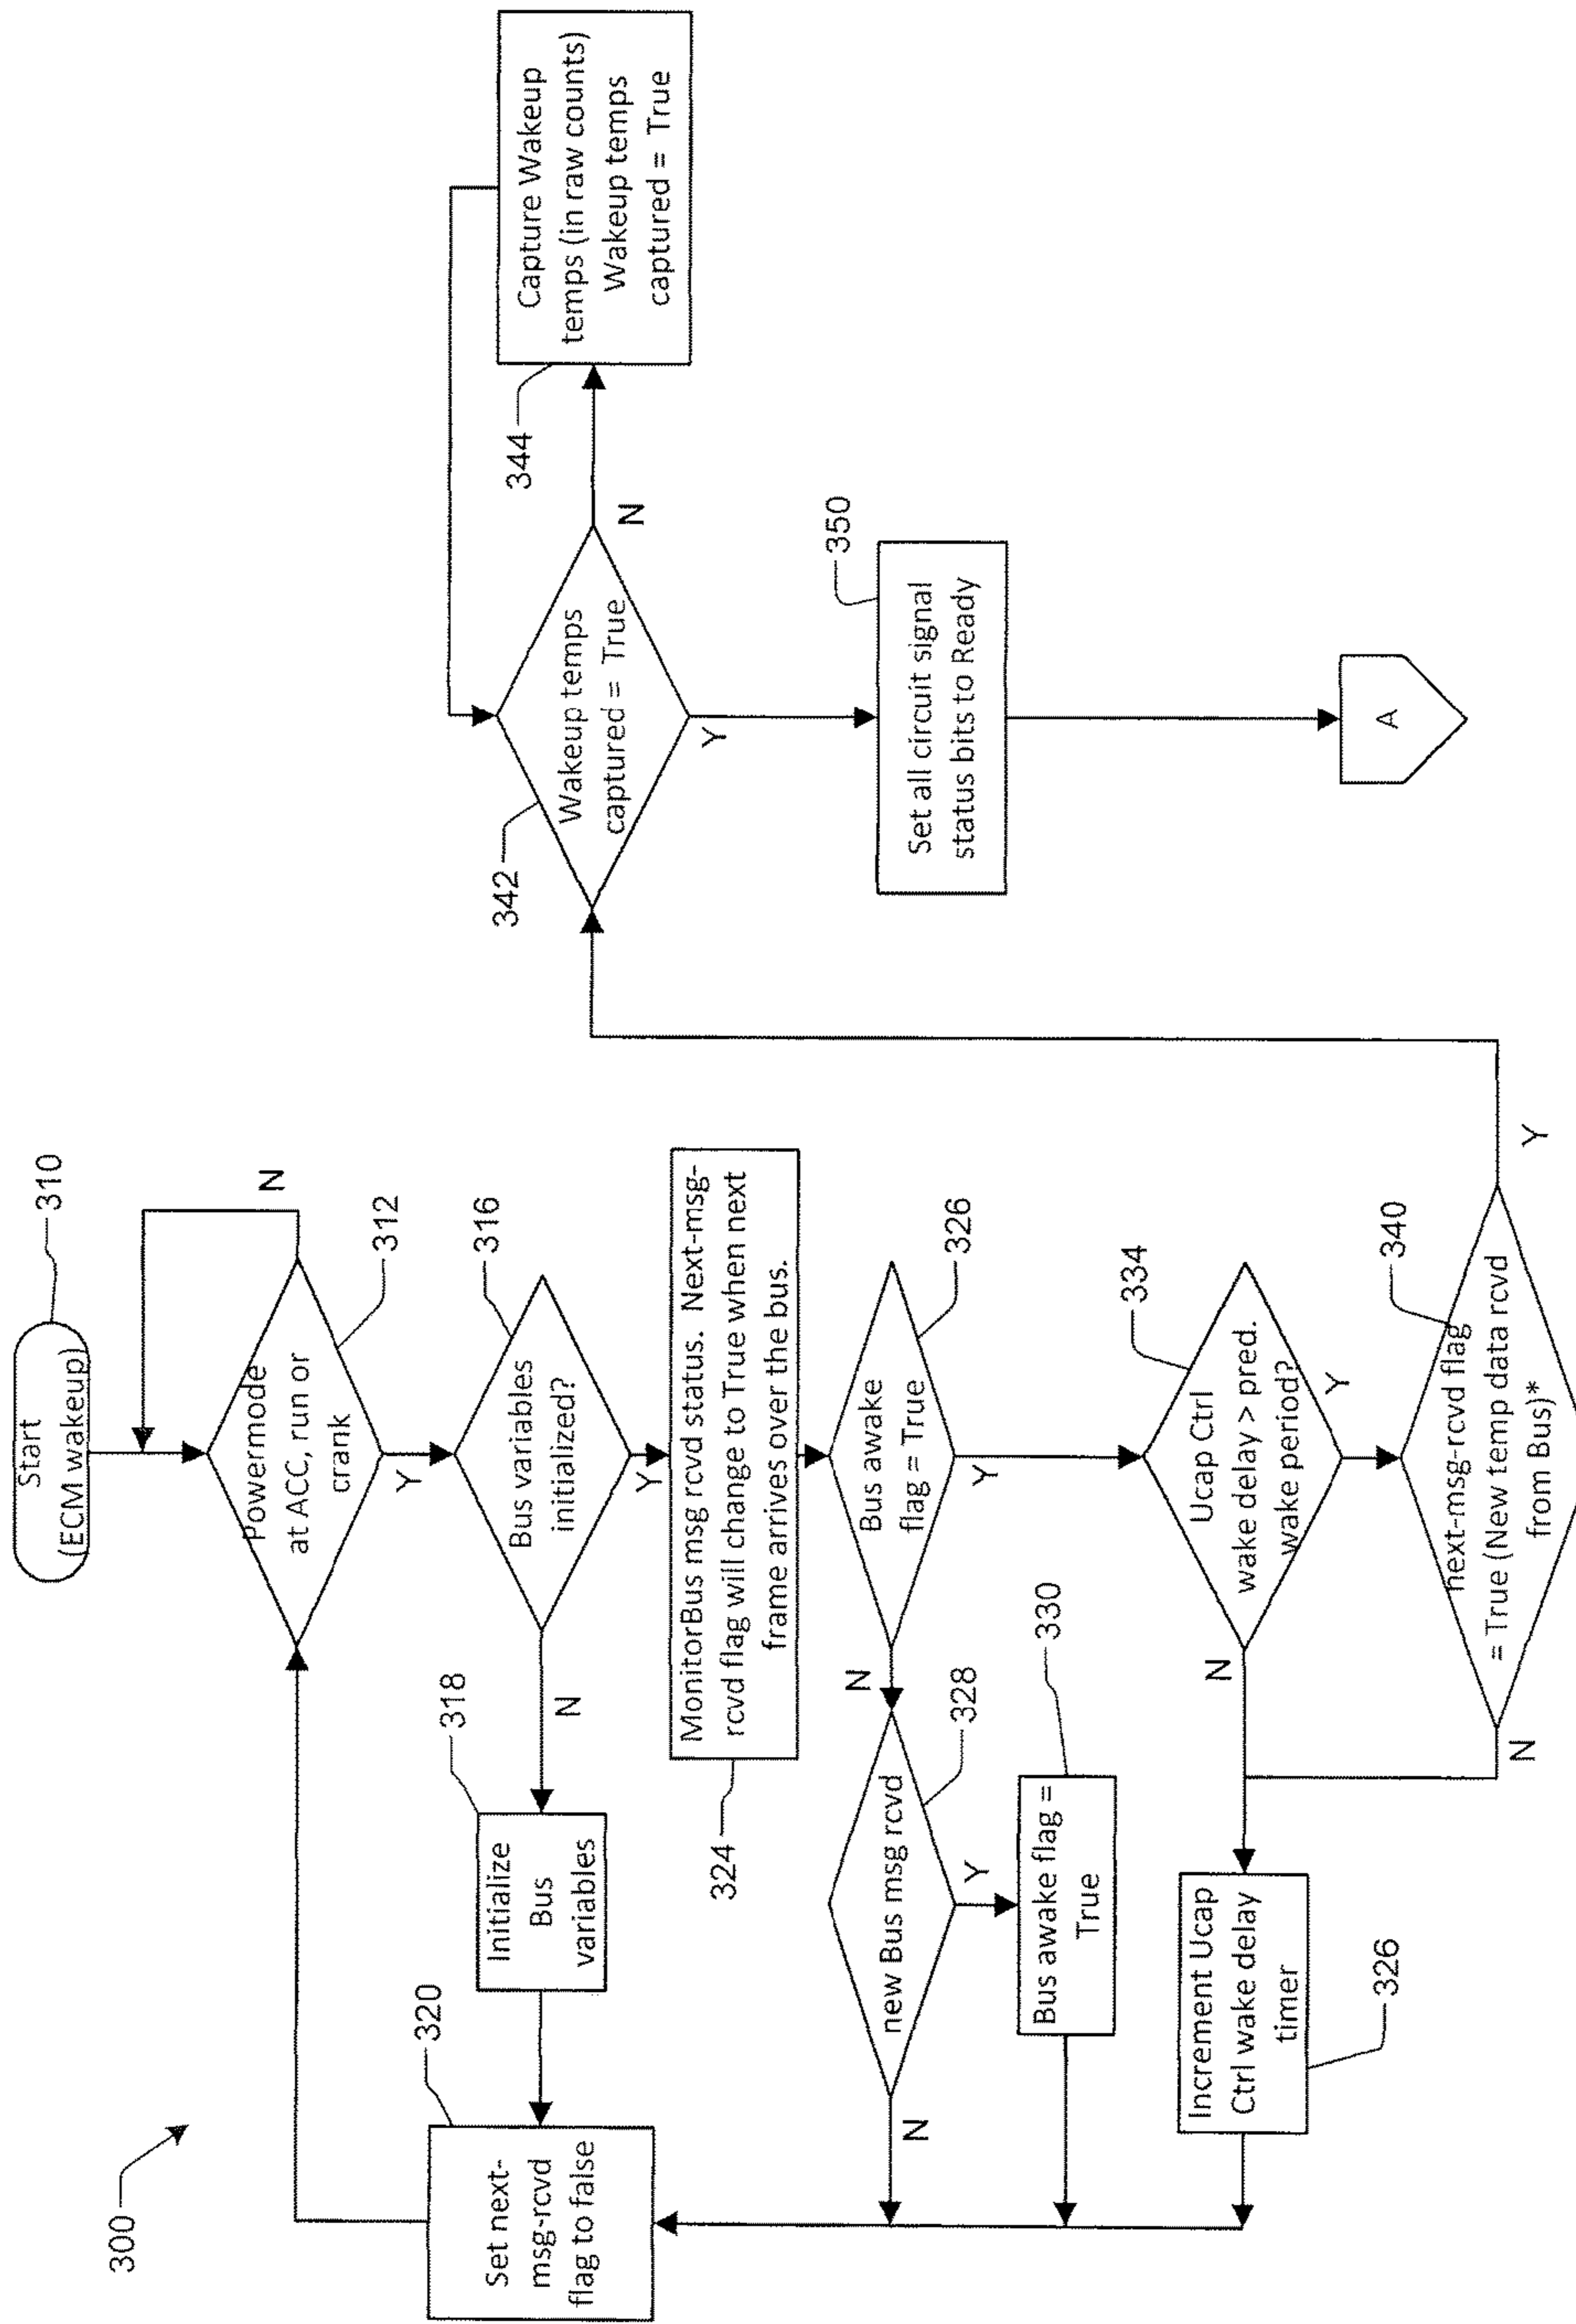 300
Start
(ECM wakeup)
310
Powermode
at ACC, run or
crank
312
N
Y
Bus variables
initialized?
316
N
Y
Initialize
Bus
variables
318
Set next-
msg-rcvd
flag to false
320
MonitorBus msg rcvd status. Next-msg-
rcvd flag will change to True when next
frame arrives over the bus.
324
Bus awake
flag = True
326
N
Y
new Bus msg rcvd
328
N
Y
Bus awake flag =
True
330
Ucap Ctrl
wake delay > pred.
wake period?
334
N
Y
Increment Ucap
Ctrl wake delay
timer
326
next-msg-rcvd flag
= True (New temp data rcvd
from Bus)*
340
N
Y
Wakeup temps
captured = True
342
N
Y
Capture Wakeup
temps (in raw counts)
Wakeup temps
captured = True
344
Set all circuit signal
status bits to Ready
350
A